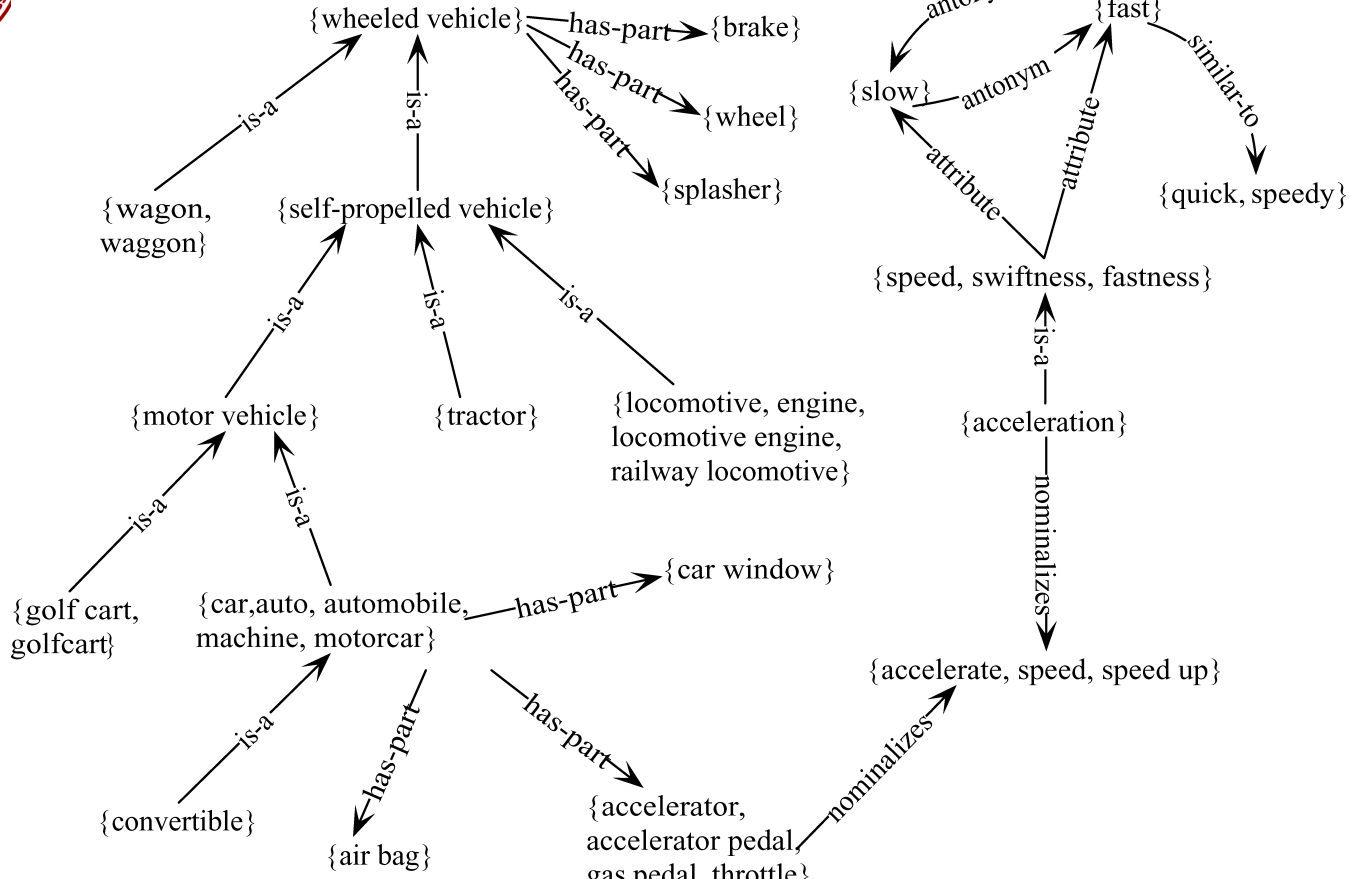 {wheeled vehicle}
has-part
{brake}
has-part
{wheel}
has-part
{splasher}
is-a
is-a
{wagon,
waggon}
{self-propelled vehicle}
is-a
is-a
is-a
{motor vehicle}
{tractor}
{locomotive, engine,
locomotive engine,
railway locomotive}
is-a
is-a
{golf cart,
golfcart}
{car,auto, automobile,
machine, motorcar}
has-part
{car window}
is-a
has-part
has-part
{convertible}
{air bag}
{accelerator,
accelerator pedal,
gas pedal, throttle}
nominalizes
{fast}
{slow}
antonym
similar-to
{quick, speedy}
attribute
attribute
{speed, swiftness, fastness}
is-a
{acceleration}
nominalizes
{accelerate, speed, speed up}